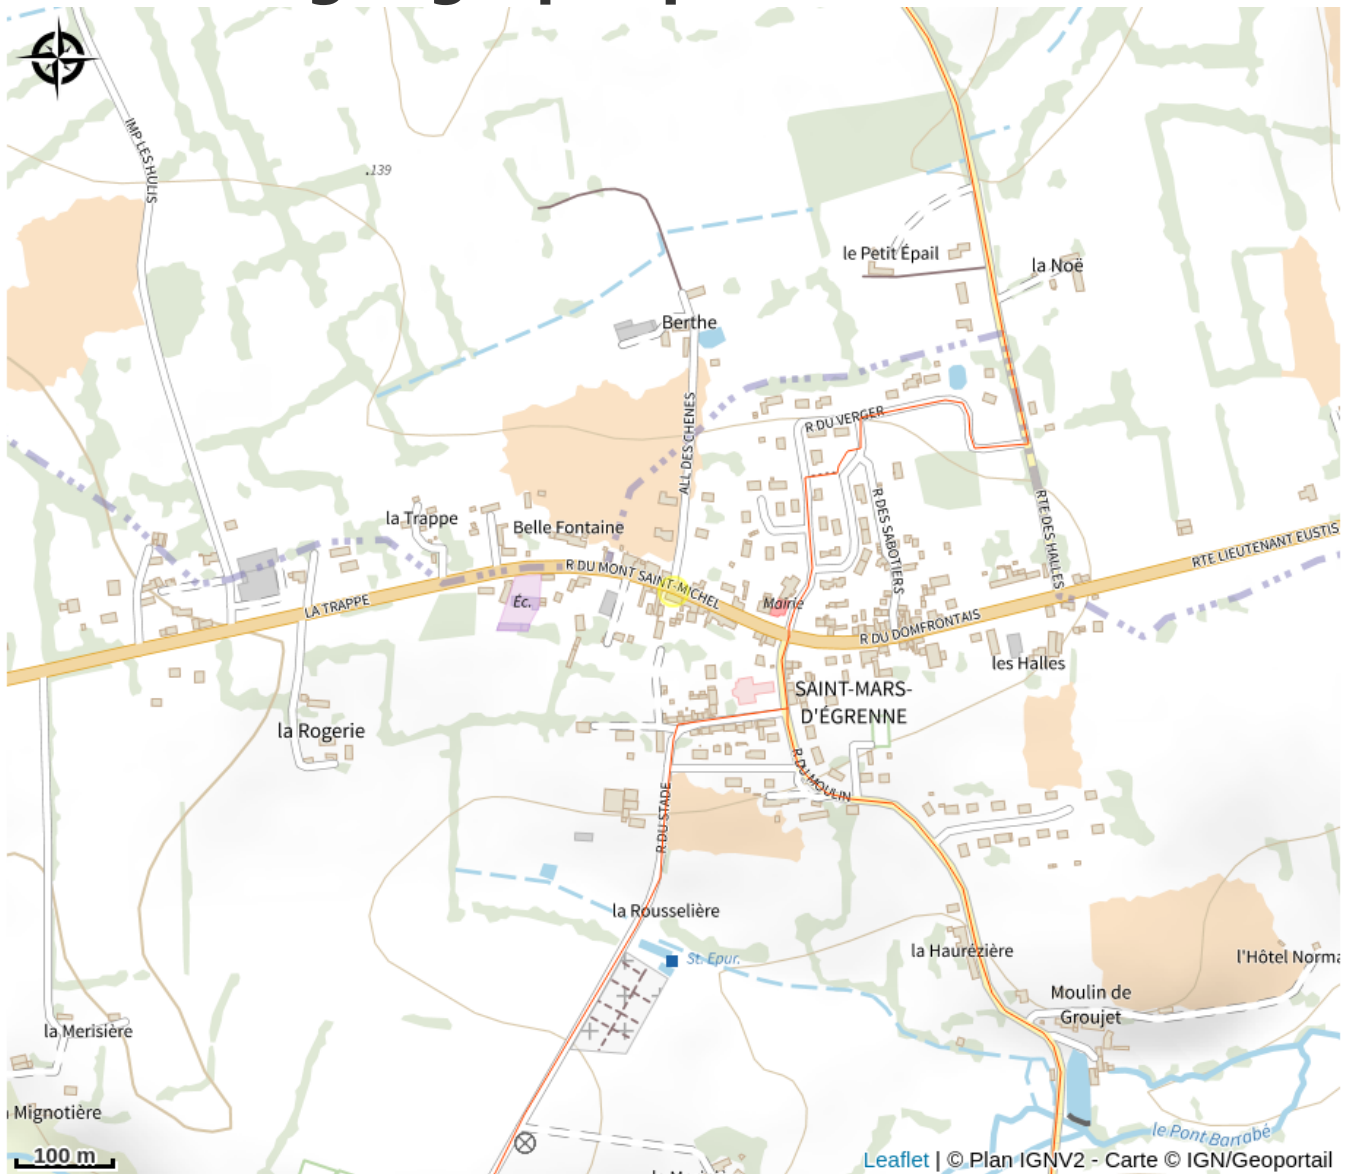 IMP LES HULIS
.139
le Petit Épail
la Noë
Berthe
ALL DES CHENES
R DU VERGER
la Trappe
Belle Fontaine
R DES SABOTIERS
RTE DES HALLES
RTE LIEUTENANT EUSTIS
R DU MONT SAINT-MICHEL
LA TRAPPE
Éc.
Mairie
R DU DOMFRONTAIS
les Halles
SAINT-MARS-
D'ÉGRENNE
la Rogerie
R DU MOULIN
R DU STADE
la Rousselière
St. Epur.
la Haurézière
l'Hôtel Norma
Moulin de
Groujet
la Merisière
Mignotière
le Pont Barrabé
100 m
Leaflet | © Plan IGNV2 - Carte © IGN/Geoportail